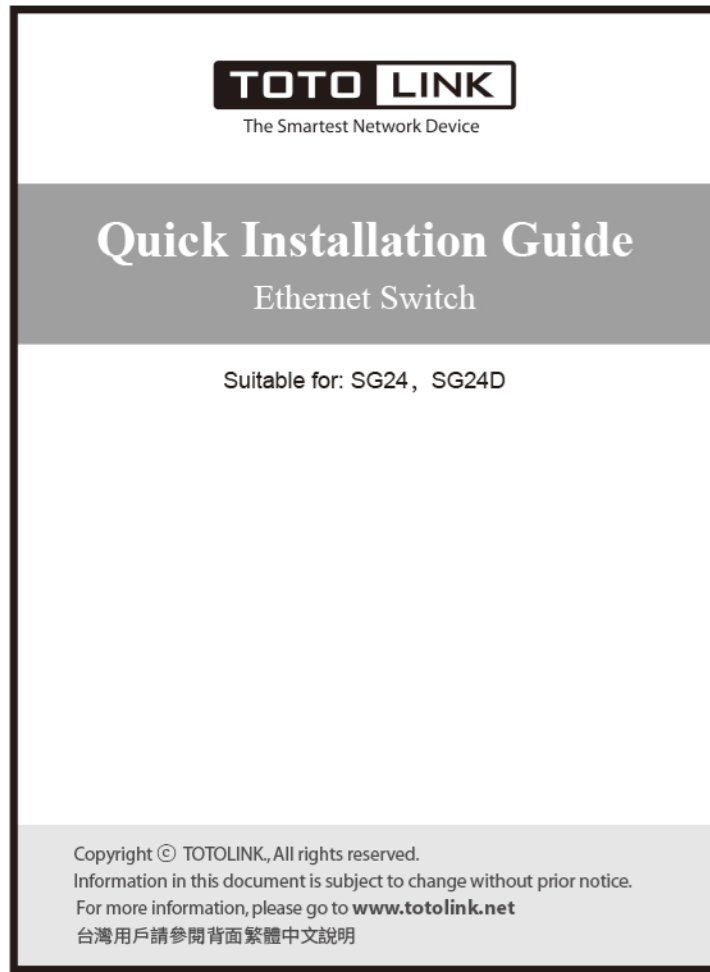 TOTO LINK
The Smartest Network Device
Quick Installation Guide
Ethernet Switch
Suitable for: SG24，SG24D
Copyright ⓒ TOTOLINK., All rights reserved.
Information in this document is subject to change without prior notice.
For more information, please go to www.totolink.net
台灣用戶請參閱背面繁體中文說明